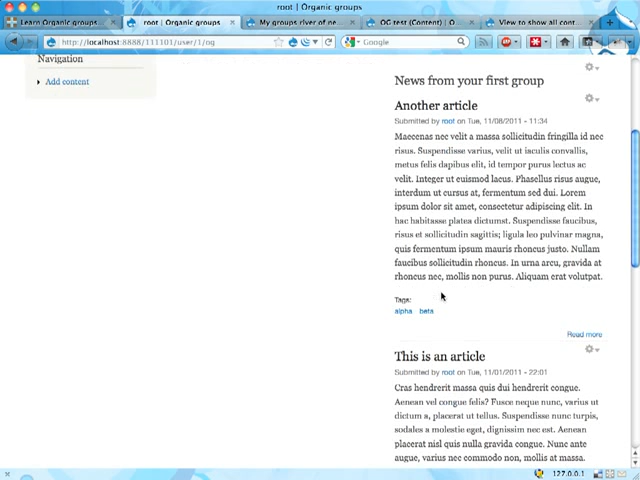 root | Organic groups
Learn Organic groups...
root | Organic groups
My groups river of ne...
OG test (Content) | O...
View to show all cont...
http://localhost:8888/111101/user/1/og
Google
Navigation
Add content
News from your first group
Another article
Submitted by root on Tue, 11/08/2011 - 11:34
Maecenas nec velit a massa sollicitudin fringilla id nec
risus. Suspendisse varius, velit ut iaculis convallis,
metus felis dapibus elit, id tempor purus lectus ac
velit. Integer ut euismod lacus. Phasellus risus augue,
interdum ut cursus at, fermentum sed dui. Lorem
ipsum dolor sit amet, consectetur adipiscing elit. In
hac habitasse platea dictumst. Suspendisse faucibus,
risus et sollicitudin sagittis; ligula leo pulvinar magna,
quis fermentum ipsum mauris rhoncus justo. Nullam
faucibus sollicitudin rhoncus. In urna arcu, gravida at
rhoncus nec, mollis non purus. Aliquam erat volutpat.
Tags:
alpha beta
Read more
This is an article
Submitted by root on Tue, 11/01/2011 - 22:01
Cras hendrerit massa quis dui hendrerit congue.
Aenean vel congue felis? Fusce neque nunc, varius ut
dictum a, placerat ut tellus. Suspendisse nunc turpis,
sodales a molestie eget, dignissim nec est. Aenean
placerat nisl quis nulla gravida congue. Nunc ante
augue, varius nec commodo non, mollis at massa.
127.0.0.1